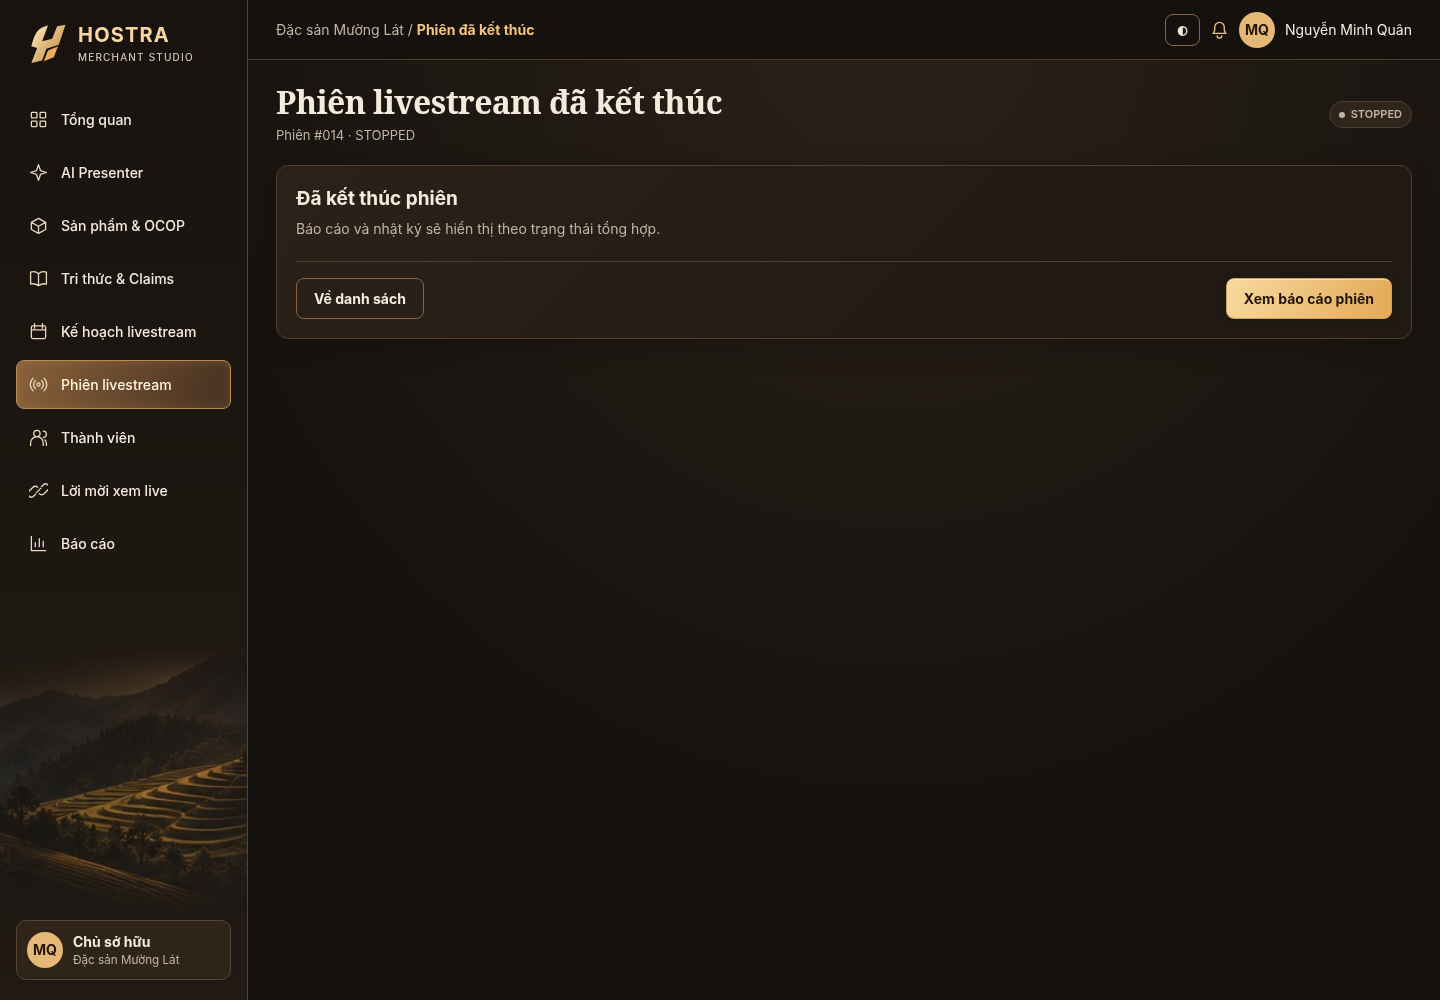 HOSTRA
MERCHANT STUDIO
Tổng quan
AI Presenter
Sản phẩm & OCOP
Tri thức & Claims
Kế hoạch livestream
Phiên livestream
Thành viên
Lời mời xem live
Báo cáo
MQ
Chủ sở hữu
Đặc sản Mường Lát
Đặc sản Mường Lát / Phiên đã kết thúc
MQ
Nguyễn Minh Quân
Phiên livestream đã kết thúc
Phiên #014 · STOPPED
STOPPED
Đã kết thúc phiên
Báo cáo và nhật ký sẽ hiển thị theo trạng thái tổng hợp.
Về danh sách
Xem báo cáo phiên